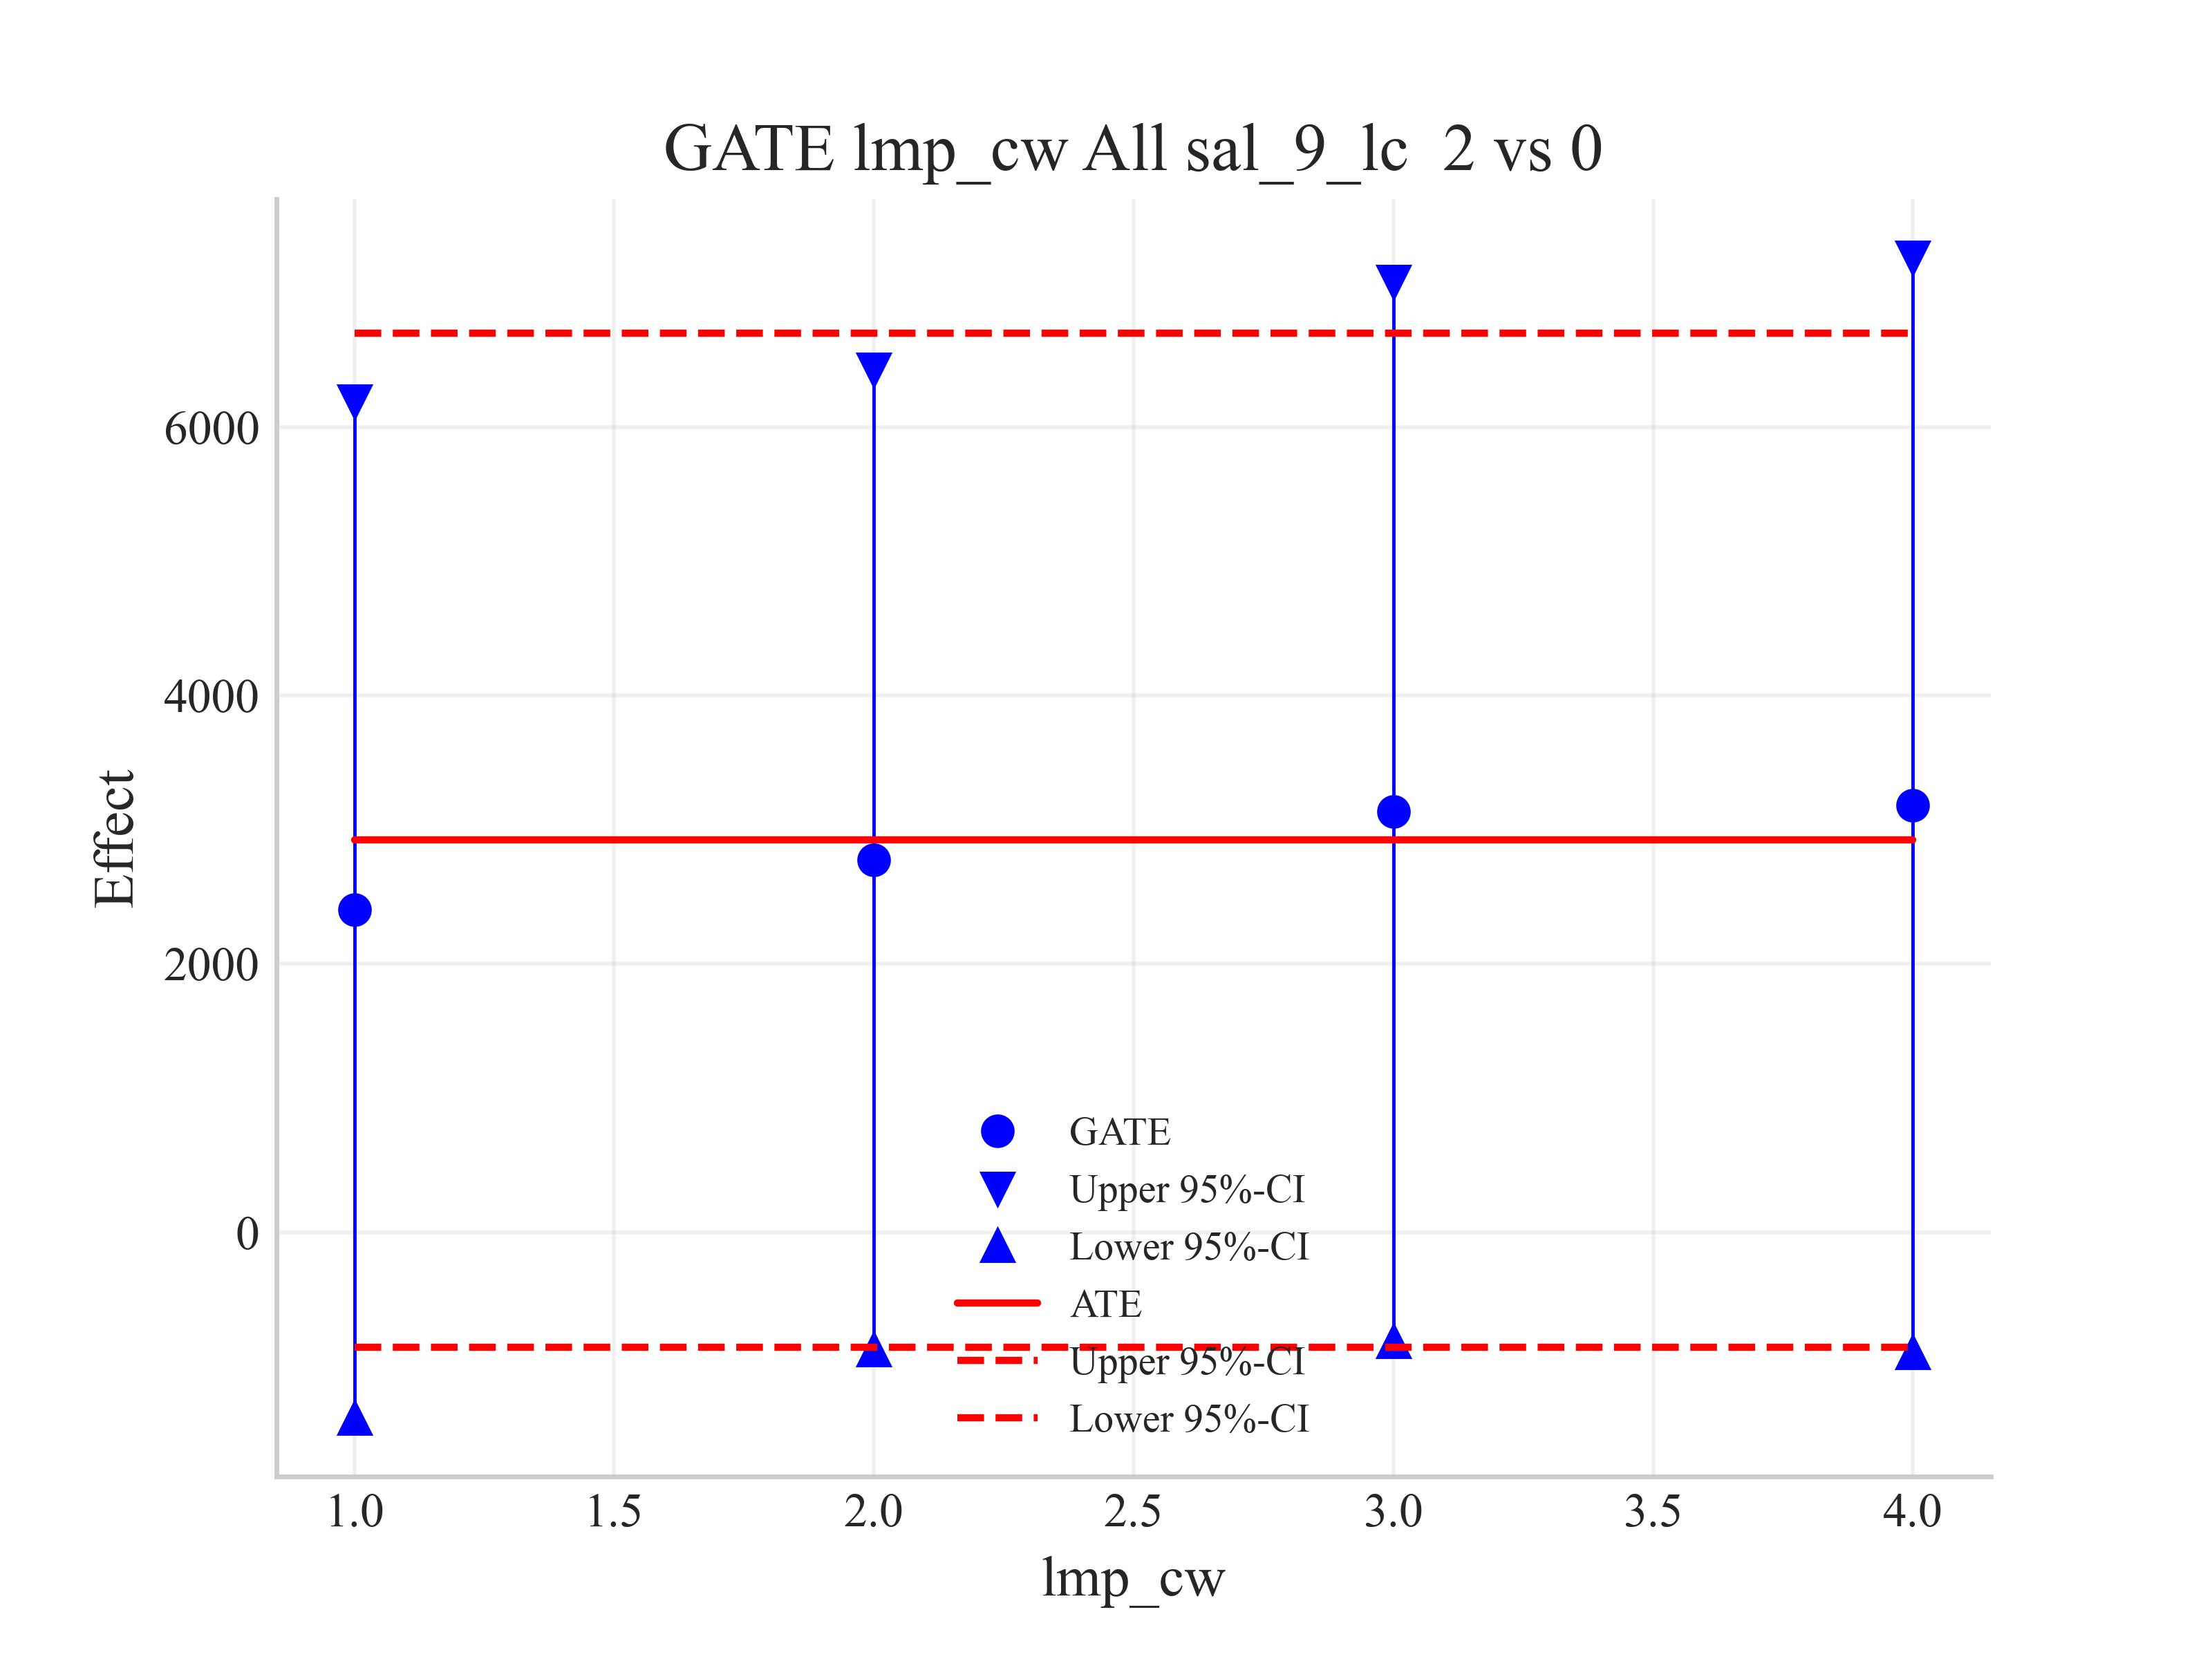 GATE lmp_cw All sal_9_lc  2 vs 0
Effect
6000
4000
2000
0
GATE
Upper 95%-CI
Lower 95%-CI
ATE
Upper 95%-CI
Lower 95%-CI
1.0 1.5 2.0 2.5 3.0 3.5 4.0
lmp_cw